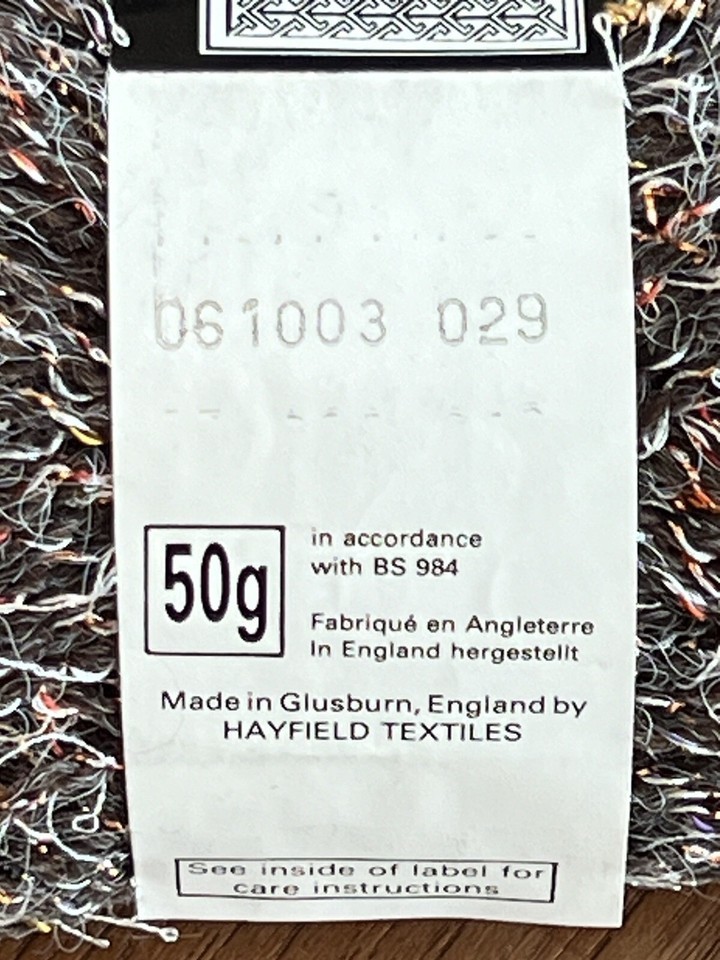 061003 029
50g
in accordance
with BS 984
Fabriqué en Angleterre
In England hergestellt
Made in Glusburn, England by
HAYFIELD TEXTILES
See inside of label for
care instructions